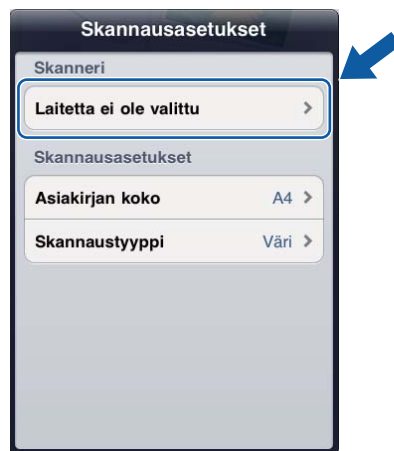 Skannausasetukset
Skanneri
Laitetta ei ole valittu
Skannausasetukset
Asiakirjan koko A4
Skannaustyyppi Väri